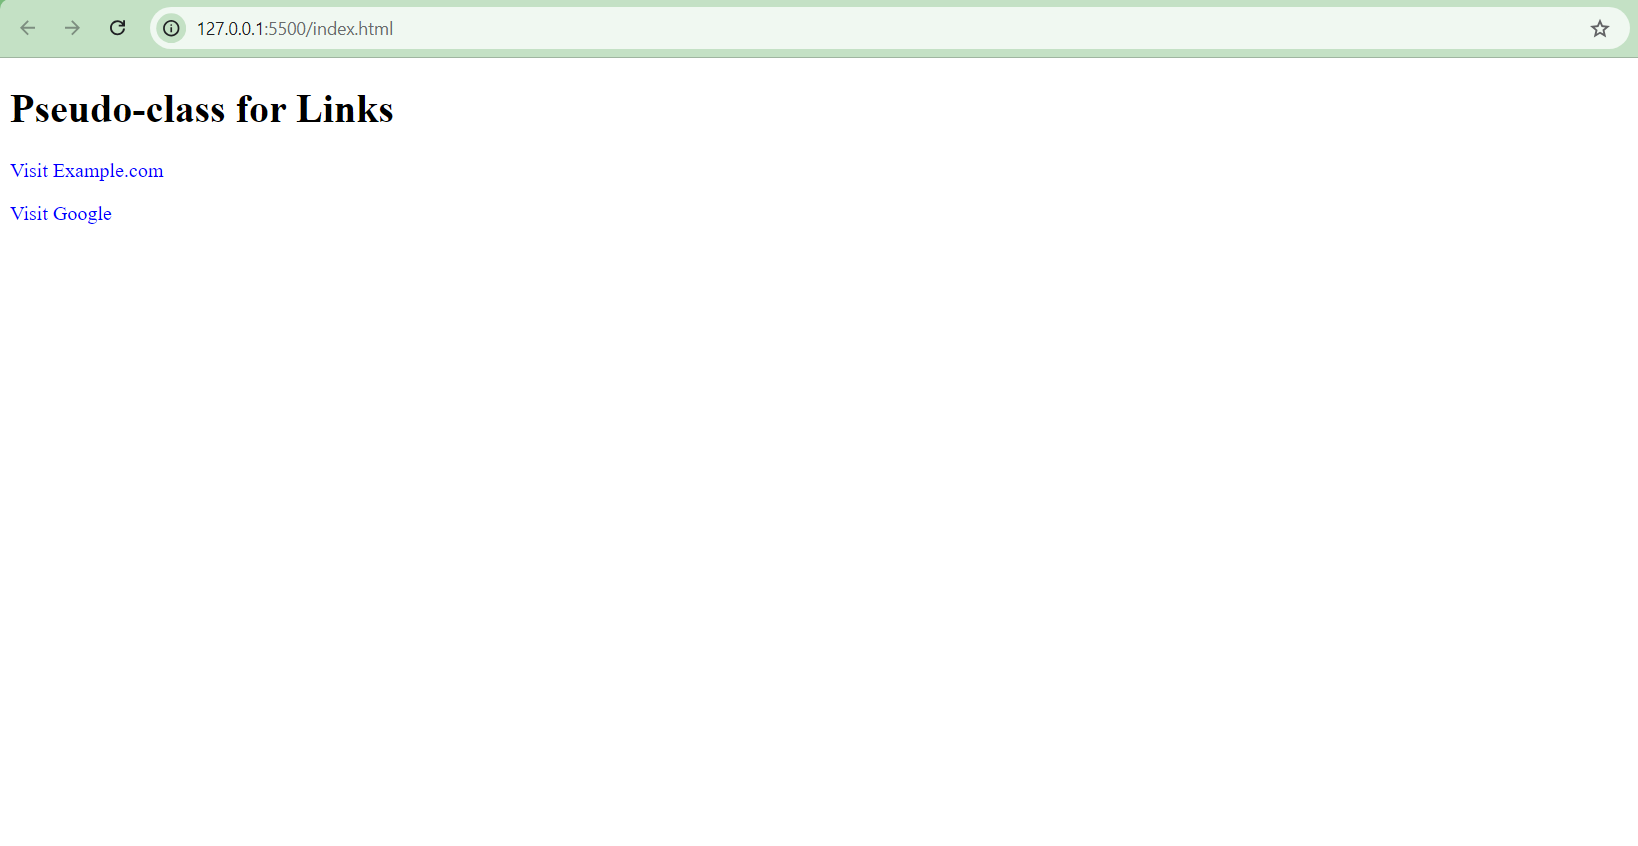 127.0.0.1:5500/index.html
Pseudo-class for Links
Visit Example.com
Visit Google